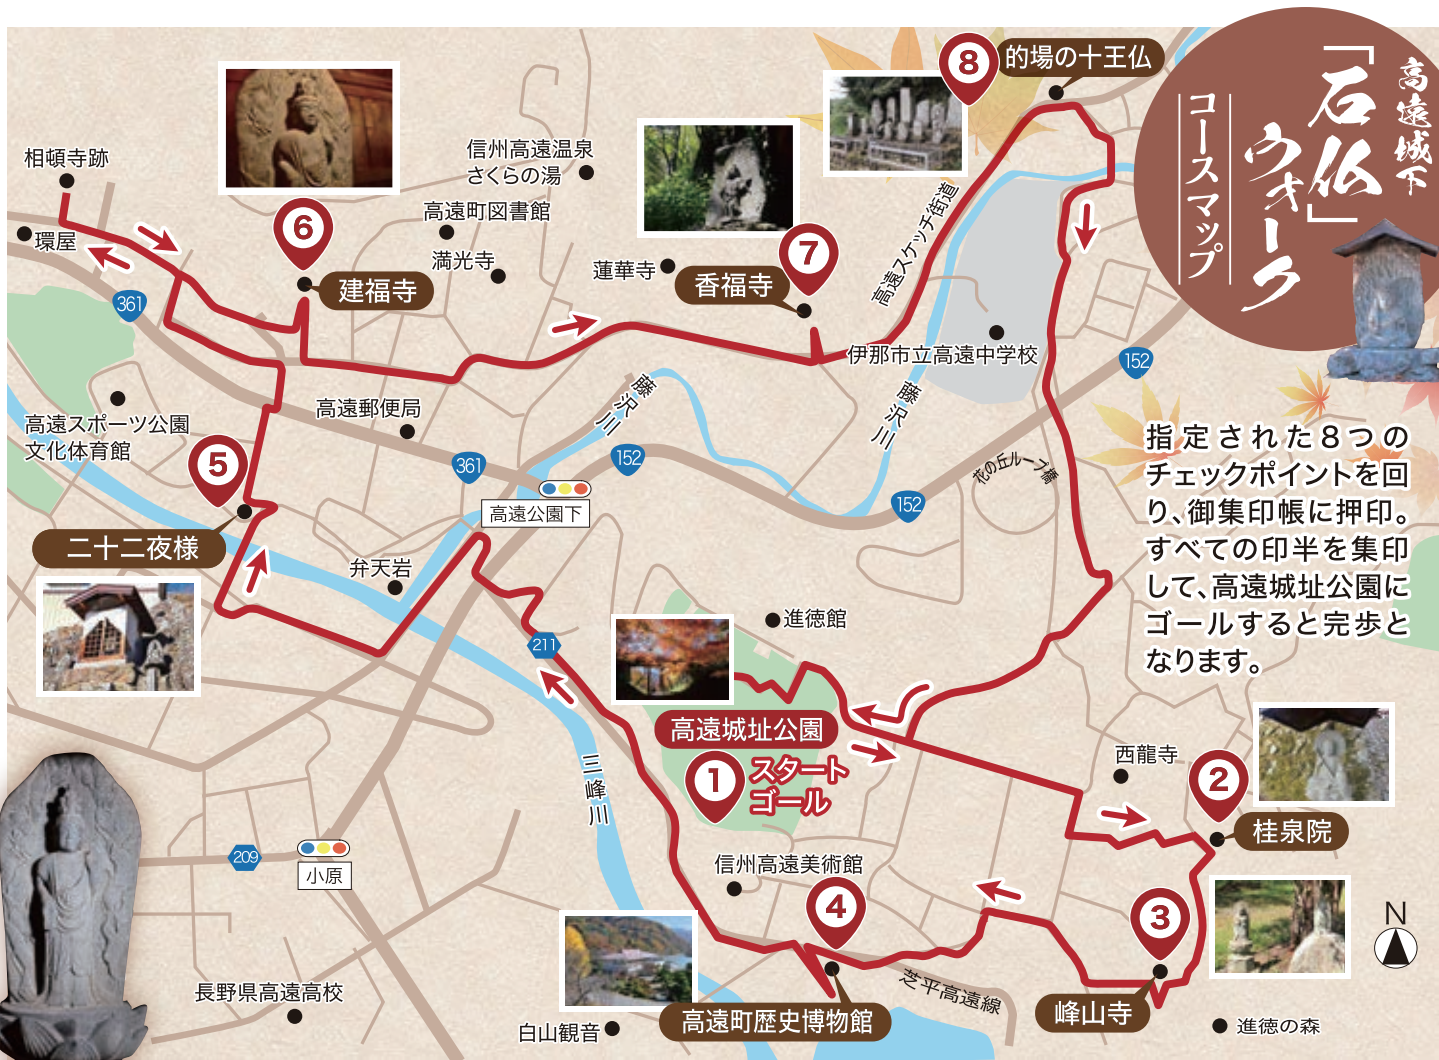 高遠城下
「石仏」
ウォーク
コースマップ
8
的場の十王仏
相頓寺跡
環屋
信州高遠温泉
さくらの湯
高遠町図書館
満光寺
6
建福寺
361
蓮華寺
7
香福寺
高遠スケッチ街道
伊那市立高遠中学校
152
高遠スポーツ公園
文化体育館
高遠郵便局
藤沢川
藤沢川
指定された8つの
チェックポイントを回
り、御集印帳に押印。
すべての印半を集印
して、高遠城址公園に
ゴールすると完歩と
なります。
5
361
152
152
花の丘ループ橋
高遠公園下
二十二夜様
弁天岩
211
進徳館
高遠城址公園
1
スタート
ゴール
三峰川
西龍寺
2
桂泉院
209
小原
信州高遠美術館
4
3
N
長野県高遠高校
白山観音
高遠町歴史博物館
芝平高遠線
峰山寺
進徳の森